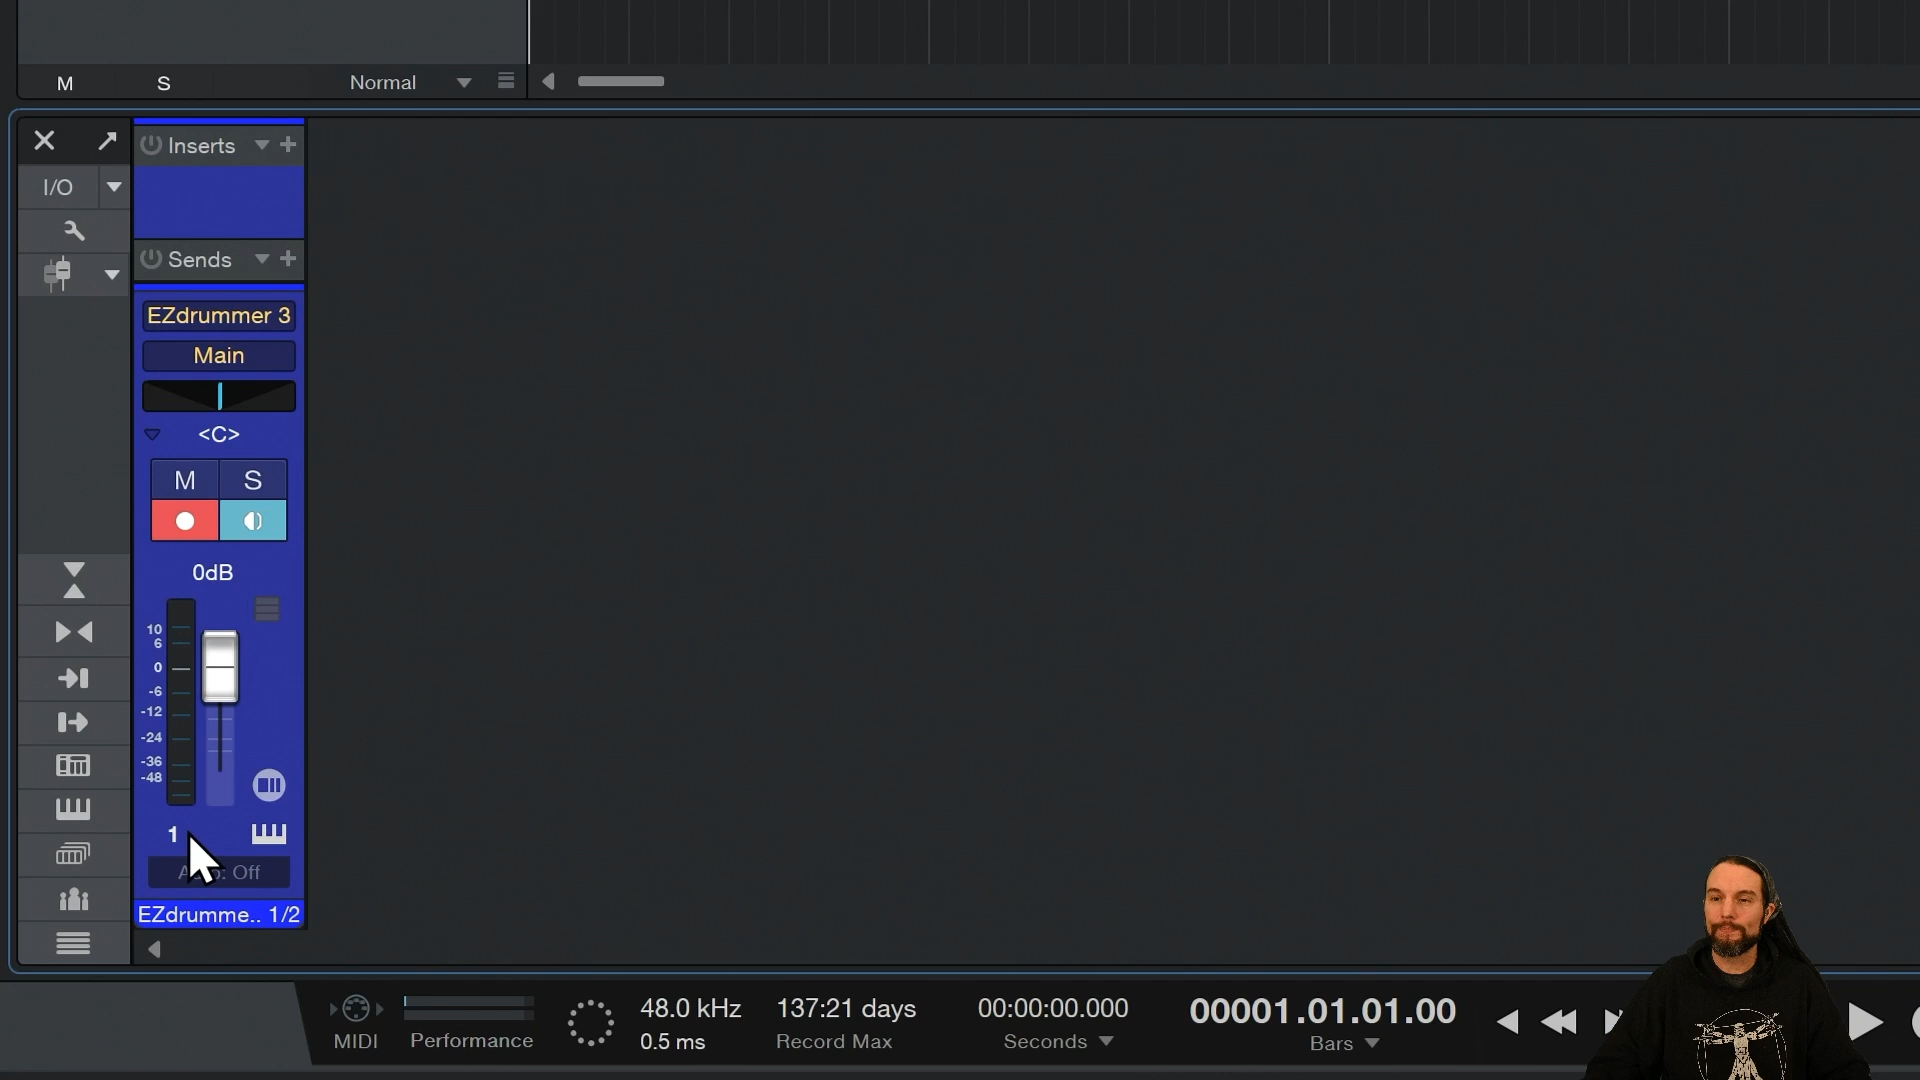 M S Normal
Inserts
I/O
Sends
EZdrummer 3
Main
<C>
M S
0dB
10
6
0
-6
-12
-24
-36
-48
1
: Off
EZdrumme.. 1/2
48.0 kHz 137:21 days 00:00:00.000 00001.01.01.00
MIDI Performance 0.5 ms Record Max Seconds Bars